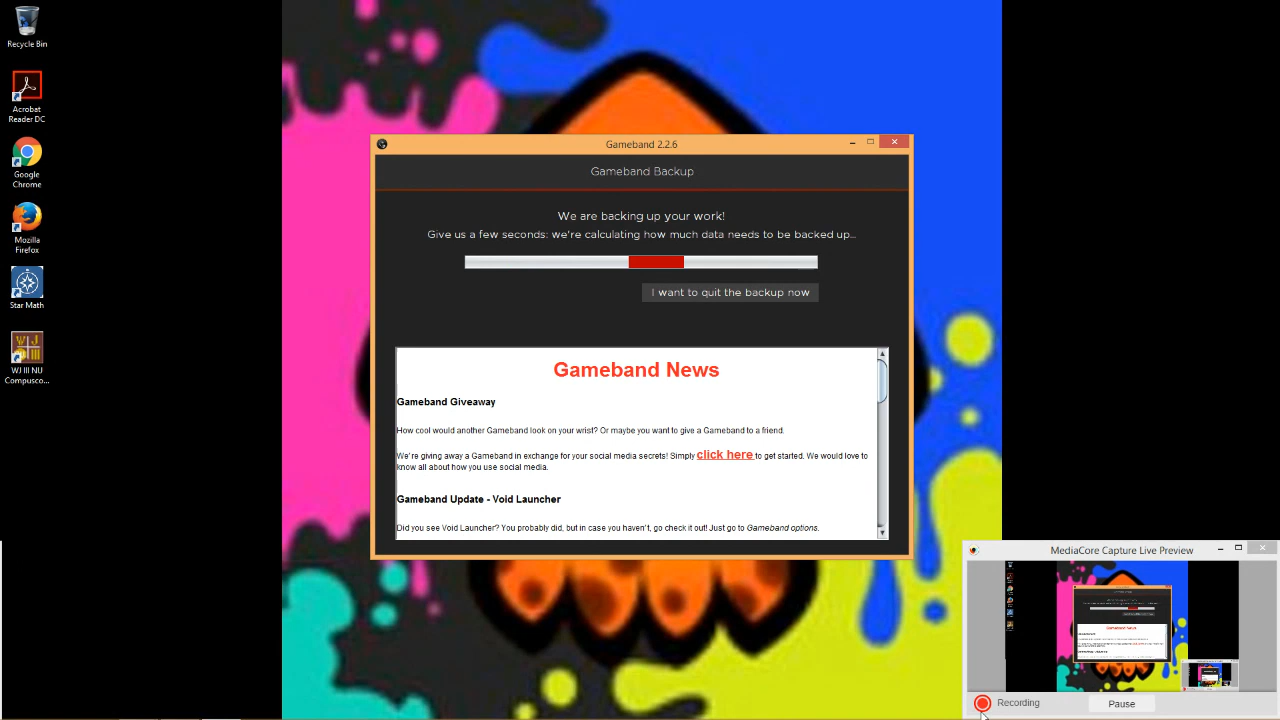 Recycle Bin
Acrobat
Reader DC
Google
Chrome
Mozilla
Firefox
Star Math
WJ III NU
Compusco...
Gameband 2.2.6
Gameband Backup
We are backing up your work!
Give us a few seconds: we're calculating how much data needs to be backed up...
I want to quit the backup now
Gameband News
Gameband Giveaway
How cool would another Gameband look on your wrist? Or maybe you want to give a Gameband to a friend.
We're giving away a Gameband in exchange for your social media secrets! Simply click here to get started. We would love to
know all about how you use social media.
Gameband Update - Void Launcher
Did you see Void Launcher? You probably did, but in case you haven't, go check it out! Just go to Gameband options.
MediaCore Capture Live Preview
Recording
Pause